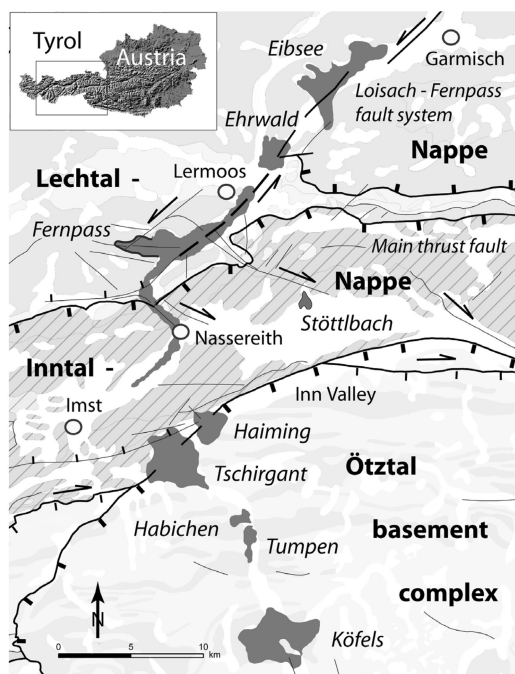 Tyrol
Austria
Eibsee
Garmisch
Loisach - Fernpass
fault system
Ehrwald
Nappe
Lechtal -
Lermoos
Fernpass
Main thrust fault
Nappe
Stöttlbach
Nassereith
Inntal -
Inn Valley
Imst
Haiming
Ötztal
Tschirgant
Habichen
basement
Tumpen
complex
N
Köfels
0 5 10
km